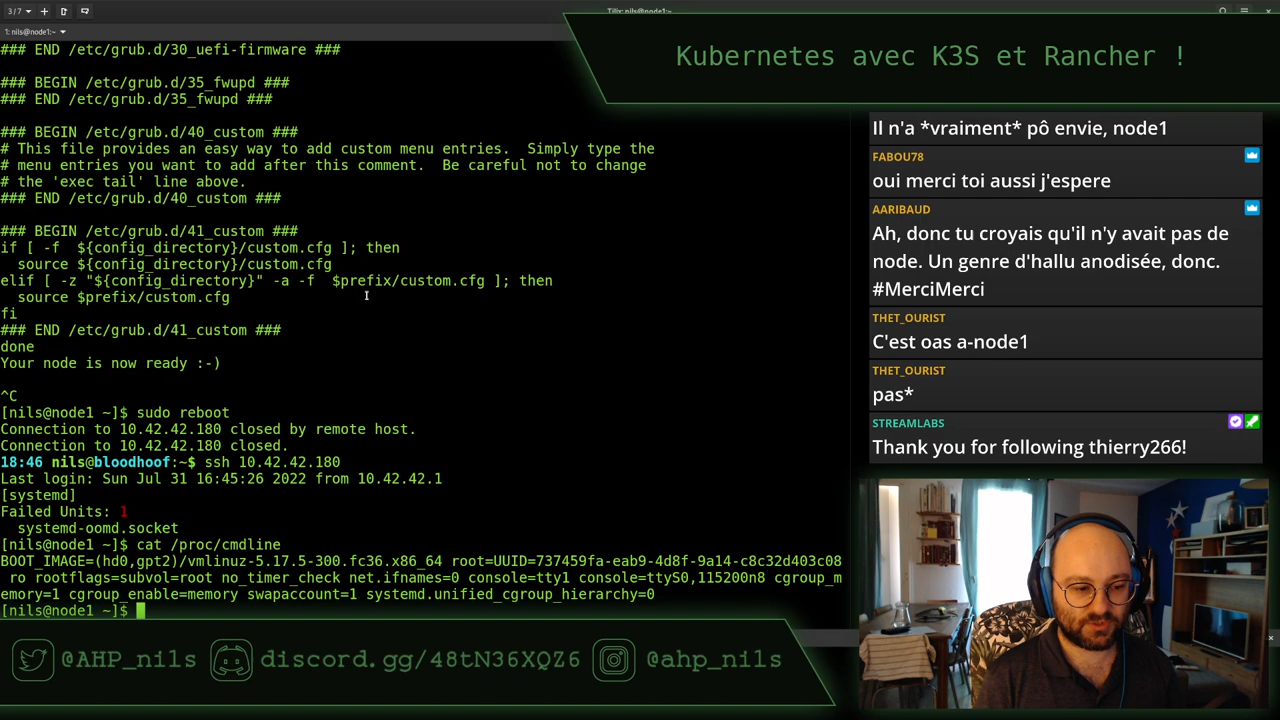 3/7
Tilix: nils@node1:~
1: nils@node1:~
### END /etc/grub.d/30_uefi-firmware ###
### BEGIN /etc/grub.d/35_fwupd ###
### END /etc/grub.d/35_fwupd ###
### BEGIN /etc/grub.d/40_custom ###
# This file provides an easy way to add custom menu entries.  Simply type the
# menu entries you want to add after this comment.  Be careful not to change
# the 'exec tail' line above.
### END /etc/grub.d/40_custom ###
### BEGIN /etc/grub.d/41_custom ###
if [ -f  ${config_directory}/custom.cfg ]; then
  source ${config_directory}/custom.cfg
elif [ -z "${config_directory}" -a -f  $prefix/custom.cfg ]; then
  source $prefix/custom.cfg
fi
### END /etc/grub.d/41_custom ###
done
Your node is now ready :-)
^C
[nils@node1 ~]$ sudo reboot
Connection to 10.42.42.180 closed by remote host.
Connection to 10.42.42.180 closed.
18:46 nils@bloodhoof:~$ ssh 10.42.42.180
Last login: Sun Jul 31 16:45:26 2022 from 10.42.42.1
[systemd]
Failed Units: 1
  systemd-oomd.socket
[nils@node1 ~]$ cat /proc/cmdline
BOOT_IMAGE=(hd0,gpt2)/vmlinuz-5.17.5-300.fc36.x86_64 root=UUID=737459fa-eab9-4d8f-9a14-c8c32d403c08
 ro rootflags=subvol=root no_timer_check net.ifnames=0 console=tty1 console=ttyS0,115200n8 cgroup_m
emory=1 cgroup_enable=memory swapaccount=1 systemd.unified_cgroup_hierarchy=0
[nils@node1 ~]$
Kubernetes avec K3S et Rancher !
Il n'a *vraiment* pô envie, node1
FABOU78
oui merci toi aussi j'espere
AARIBAUD
Ah, donc tu croyais qu'il n'y avait pas de
node. Un genre d'hallu anodisée, donc.
#MerciMerci
THET_OURIST
C'est oas a-node1
THET_OURIST
pas*
STREAMLABS
Thank you for following thierry266!
@AHP_nils
discord.gg/48tN36XQZ6
@ahp_nils